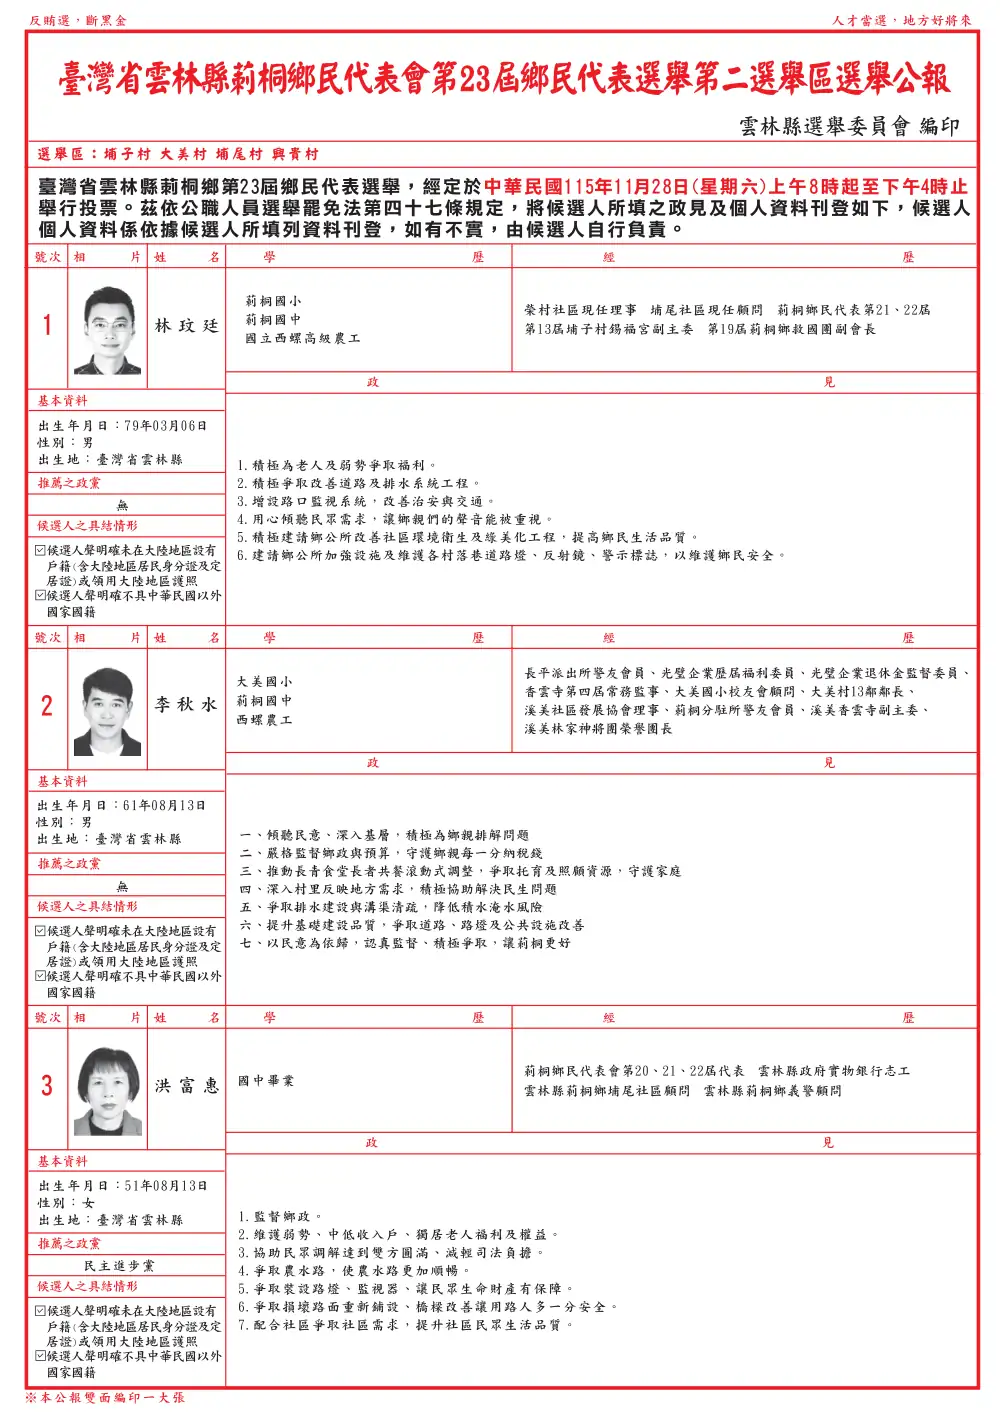 反賄選，斷黑金
人才當選，地方好將來
臺灣省雲林縣莿桐鄉民代表會第23屆鄉民代表選舉第二選舉區選舉公報
雲林縣選舉委員會 編印
選舉區：埔子村 大美村 埔尾村 興貴村
臺灣省雲林縣莿桐鄉第23屆鄉民代表選舉，經定於中華民國115年11月28日(星期六)上午8時起至下午4時止
舉行投票。茲依公職人員選舉罷免法第四十七條規定，將候選人所填之政見及個人資料刊登如下，候選人
個人資料係依據候選人所填列資料刊登，如有不實，由候選人自行負責。
號次 相片 姓名 學歷 經歷
1
林玟廷
莿桐國小
莿桐國中
國立西螺高級農工
榮村社區現任理事 埔尾社區現任顧問 莿桐鄉民代表第21、22屆
第13屆埔子村錫福宮副主委 第19屆莿桐鄉救國團副會長
政見
基本資料
出生年月日：79年03月06日
性別：男
出生地：臺灣省雲林縣
推薦之政黨
無
候選人之具結情形
☑候選人聲明確未在大陸地區設有
戶籍(含大陸地區居民身分證及定
居證)或領用大陸地區護照
☑候選人聲明確不具中華民國以外
國家國籍
1.積極為老人及弱勢爭取福利。
2.積極爭取改善道路及排水系統工程。
3.增設路口監視系統，改善治安與交通。
4.用心傾聽民眾需求，讓鄉親們的聲音能被重視。
5.積極建請鄉公所改善社區環境衛生及綠美化工程，提高鄉民生活品質。
6.建請鄉公所加強設施及維護各村落巷道路燈、反射鏡、警示標誌，以維護鄉民安全。
號次 相片 姓名 學歷 經歷
2
李秋水
大美國小
莿桐國中
西螺農工
長平派出所警友會員、光壁企業歷屆福利委員、光壁企業退休金監督委員、
香雲寺第四屆常務監事、大美國小校友會顧問、大美村13鄰鄰長、
溪美社區發展協會理事、莿桐分駐所警友會員、溪美香雲寺副主委、
溪美林家神將團榮譽團長
政見
基本資料
出生年月日：61年08月13日
性別：男
出生地：臺灣省雲林縣
推薦之政黨
無
候選人之具結情形
☑候選人聲明確未在大陸地區設有
戶籍(含大陸地區居民身分證及定
居證)或領用大陸地區護照
☑候選人聲明確不具中華民國以外
國家國籍
一、傾聽民意、深入基層，積極為鄉親排解問題
二、嚴格監督鄉政與預算，守護鄉親每一分納稅錢
三、推動長青食堂長者共餐滾動式調整，爭取托育及照顧資源，守護家庭
四、深入村里反映地方需求，積極協助解決民生問題
五、爭取排水建設與溝渠清疏，降低積水淹水風險
六、提升基礎建設品質，爭取道路、路燈及公共設施改善
七、以民意為依歸，認真監督、積極爭取，讓莿桐更好
號次 相片 姓名 學歷 經歷
3
洪富惠
國中畢業
莿桐鄉民代表會第20、21、22屆代表 雲林縣政府實物銀行志工
雲林縣莿桐鄉埔尾社區顧問 雲林縣莿桐鄉義警顧問
政見
基本資料
出生年月日：51年08月13日
性別：女
出生地：臺灣省雲林縣
推薦之政黨
民主進步黨
候選人之具結情形
☑候選人聲明確未在大陸地區設有
戶籍(含大陸地區居民身分證及定
居證)或領用大陸地區護照
☑候選人聲明確不具中華民國以外
國家國籍
1.監督鄉政。
2.維護弱勢、中低收入戶、獨居老人福利及權益。
3.協助民眾調解達到雙方圓滿、減輕司法負擔。
4.爭取農水路，使農水路更加順暢。
5.爭取裝設路燈、監視器、讓民眾生命財產有保障。
6.爭取損壞路面重新鋪設、橋樑改善讓用路人多一分安全。
7.配合社區爭取社區需求，提升社區民眾生活品質。
※本公報雙面編印一大張